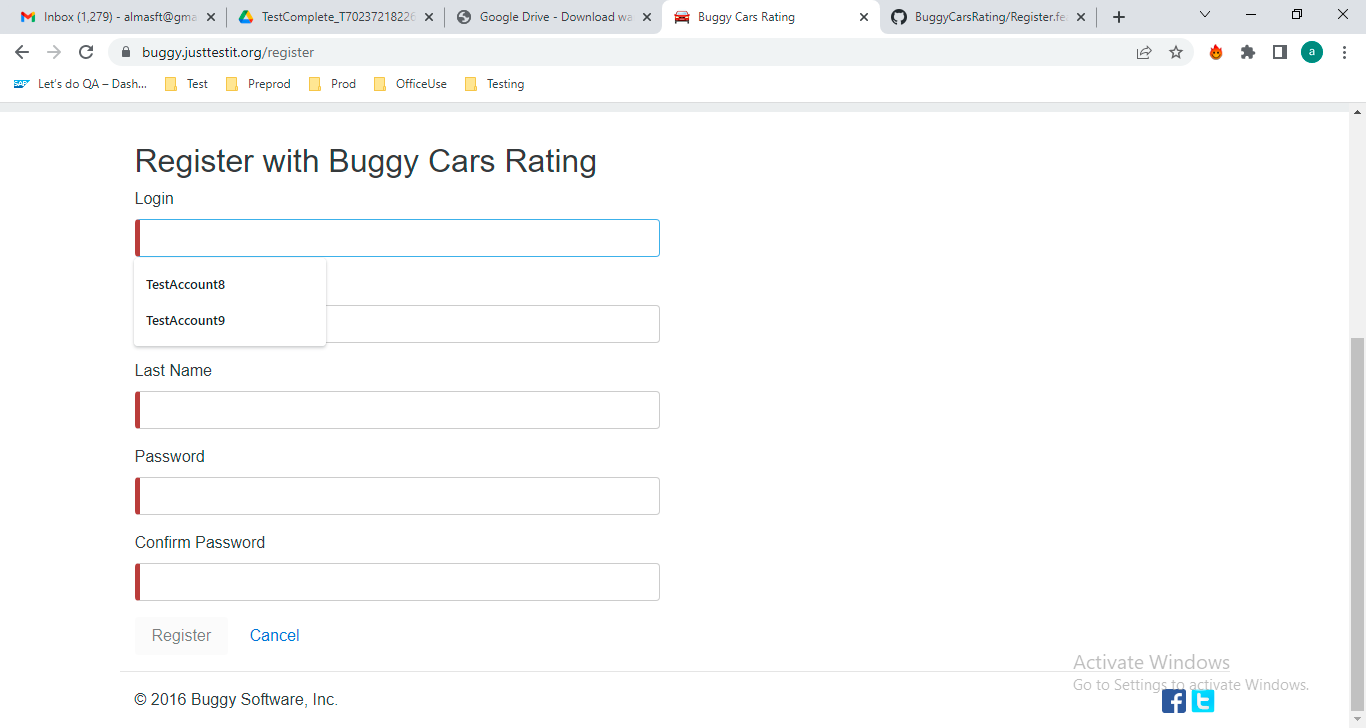 Inbox (1,279) - almasft@gma
TestComplete_T70237218226
Google Drive - Download wa
Buggy Cars Rating
BuggyCarsRating/Register.fe
buggy.justtestit.org/register
a
SAP
Let's do QA – Dash...
Test
Preprod
Prod
OfficeUse
Testing
Register with Buggy Cars Rating
Login
TestAccount8
TestAccount9
Last Name
Password
Confirm Password
Register
Cancel
Activate Windows
Go to Settings to activate Windows.
© 2016 Buggy Software, Inc.